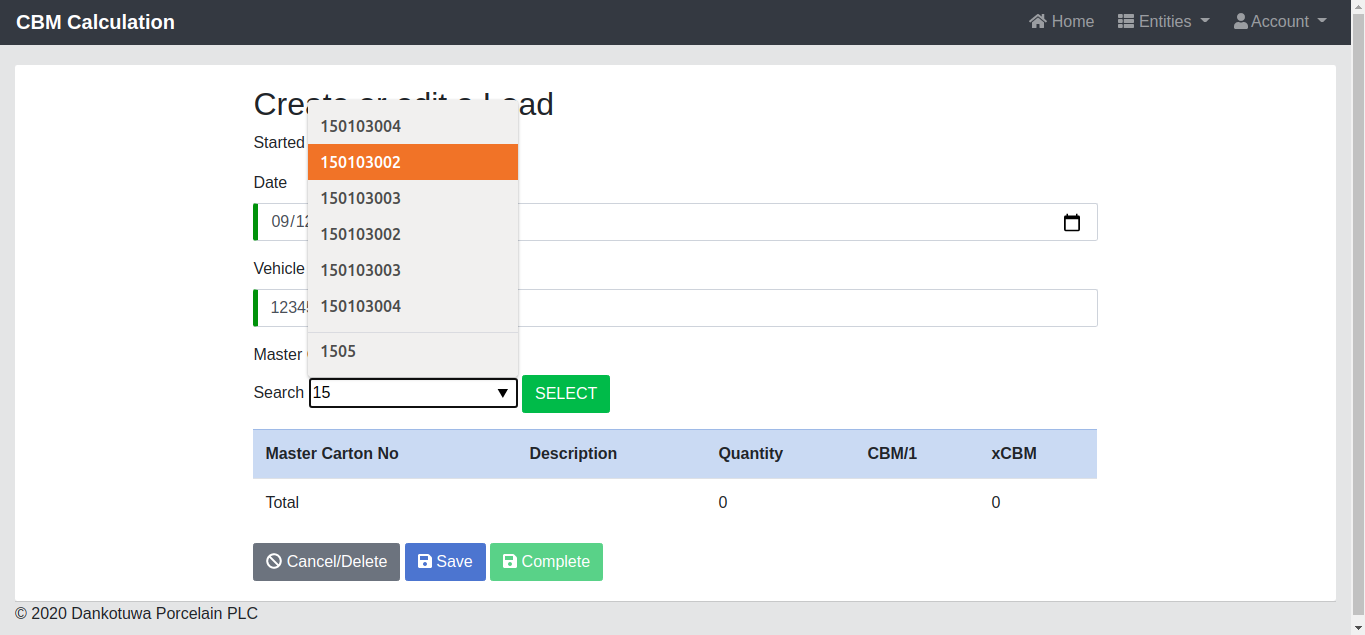 CBM Calculation
Home Entities Account
Create or edit a Load
Started
Date
09/12
Vehicle
12345
Master
150103004
150103002
150103003
150103002
150103003
150103004
1505
Search 15 SELECT
Master Carton No Description Quantity CBM/1 xCBM
Total 0 0
Cancel/Delete Save Complete
© 2020 Dankotuwa Porcelain PLC